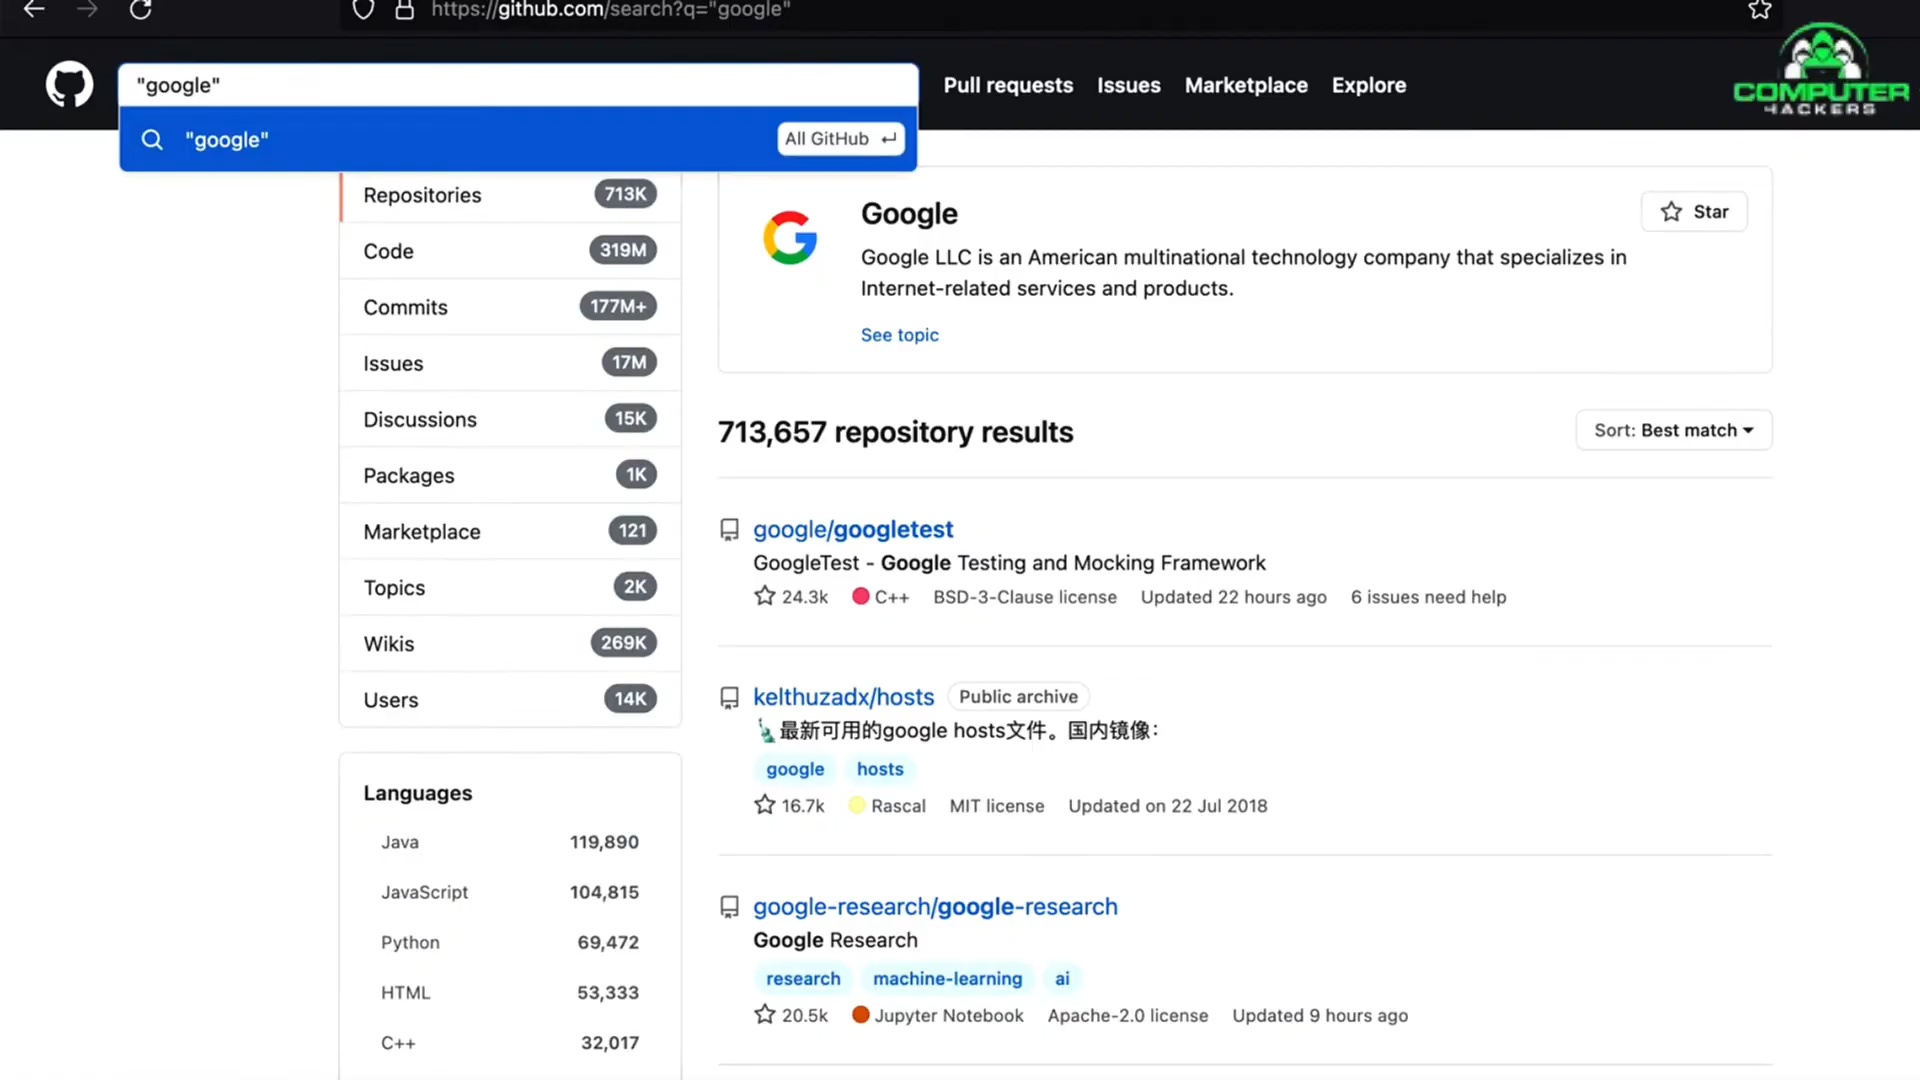 https://github.com/search?q="google"
"google"
Pull requests
Issues
Marketplace
Explore
COMPUTER
HACKERS
"google"
All GitHub
Repositories 713K
Code 319M
Commits 177M+
Issues 17M
Discussions 15K
Packages 1K
Marketplace 121
Topics 2K
Wikis 269K
Users 14K
Languages
Java 119,890
JavaScript 104,815
Python 69,472
HTML 53,333
C++ 32,017
Google
Star
Google LLC is an American multinational technology company that specializes in
Internet-related services and products.
See topic
713,657 repository results
Sort: Best match
google/googletest
GoogleTest - Google Testing and Mocking Framework
24.3k C++ BSD-3-Clause license Updated 22 hours ago 6 issues need help
kelthuzadx/hosts Public archive
🗽最新可用的google hosts文件。国内镜像：
google hosts
16.7k Rascal MIT license Updated on 22 Jul 2018
google-research/google-research
Google Research
research machine-learning ai
20.5k Jupyter Notebook Apache-2.0 license Updated 9 hours ago